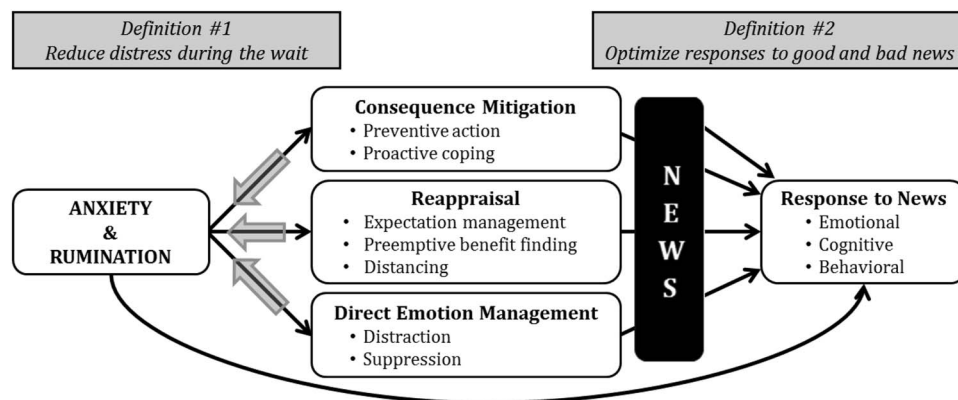 Definition #1
Reduce distress during the wait
Definition #2
Optimize responses to good and bad news
ANXIETY
&
RUMINATION
Consequence Mitigation
• Preventive action
• Proactive coping
Reappraisal
• Expectation management
• Preemptive benefit finding
• Distancing
Direct Emotion Management
• Distraction
• Suppression
N
E
W
S
Response to News
• Emotional
• Cognitive
• Behavioral